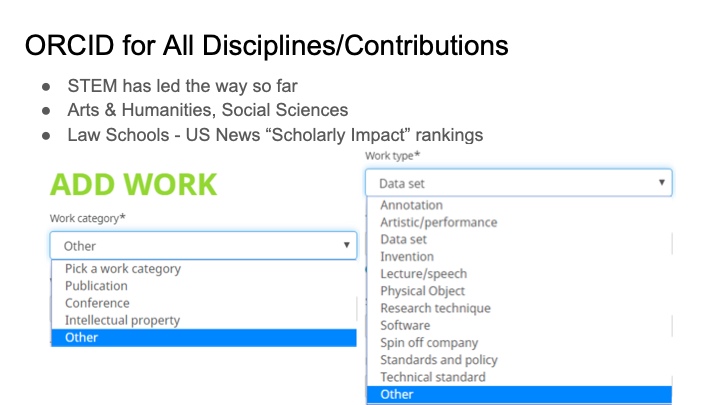 ORCID for All Disciplines/Contributions
● STEM has led the way so far
● Arts & Humanities, Social Sciences
● Law Schools - US News “Scholarly Impact” rankings
ADD WORK
Work category*
Other
Pick a work category
Publication
Conference
Intellectual property
Other
Work type*
Data set
Annotation
Artistic/performance
Data set
Invention
Lecture/speech
Physical Object
Research technique
Software
Spin off company
Standards and policy
Technical standard
Other